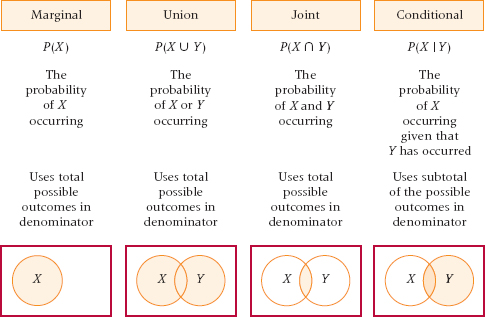 Marginal
P(X)
The
probability
of X
occurring
Uses total
possible
outcomes in
denominator
X
Union
P(X ∪ Y)
The
probability
of X or Y
occurring
Uses total
possible
outcomes in
denominator
X Y
Joint
P(X ∩ Y)
The
probability
of X and Y
occurring
Uses total
possible
outcomes in
denominator
X Y
Conditional
P(X | Y)
The
probability
of X
occurring
given that
Y has occurred
Uses subtotal
of the possible
outcomes in
denominator
X Y